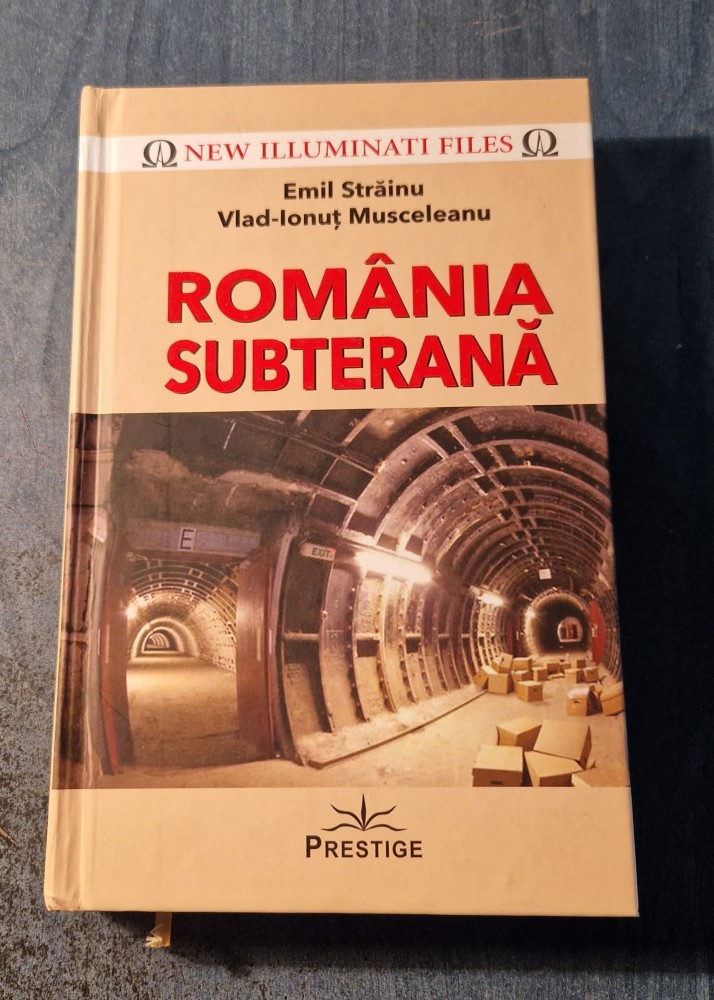 NEW ILLUMINATI FILES
Emil Străinu
Vlad-Ionuț Musceleanu
ROMÂNIA
SUBTERANĂ
E
EXIT
PRESTIGE